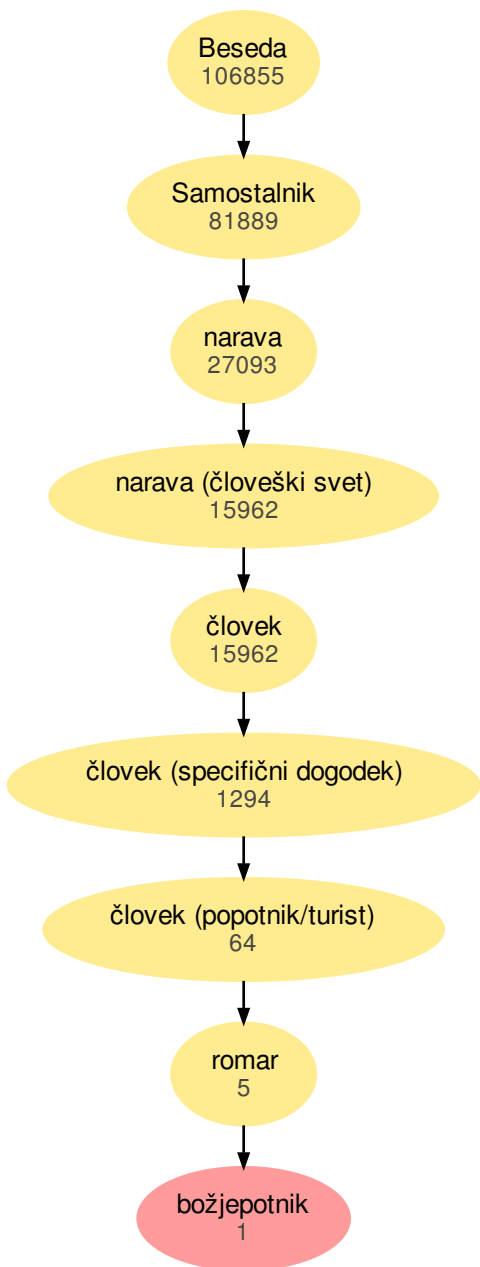 Beseda
106855
Samostalnik
81889
narava
27093
narava (človeški svet)
15962
človek
15962
človek (specifični dogodek)
1294
človek (popotnik/turist)
64
romar
5
božjepotnik
1